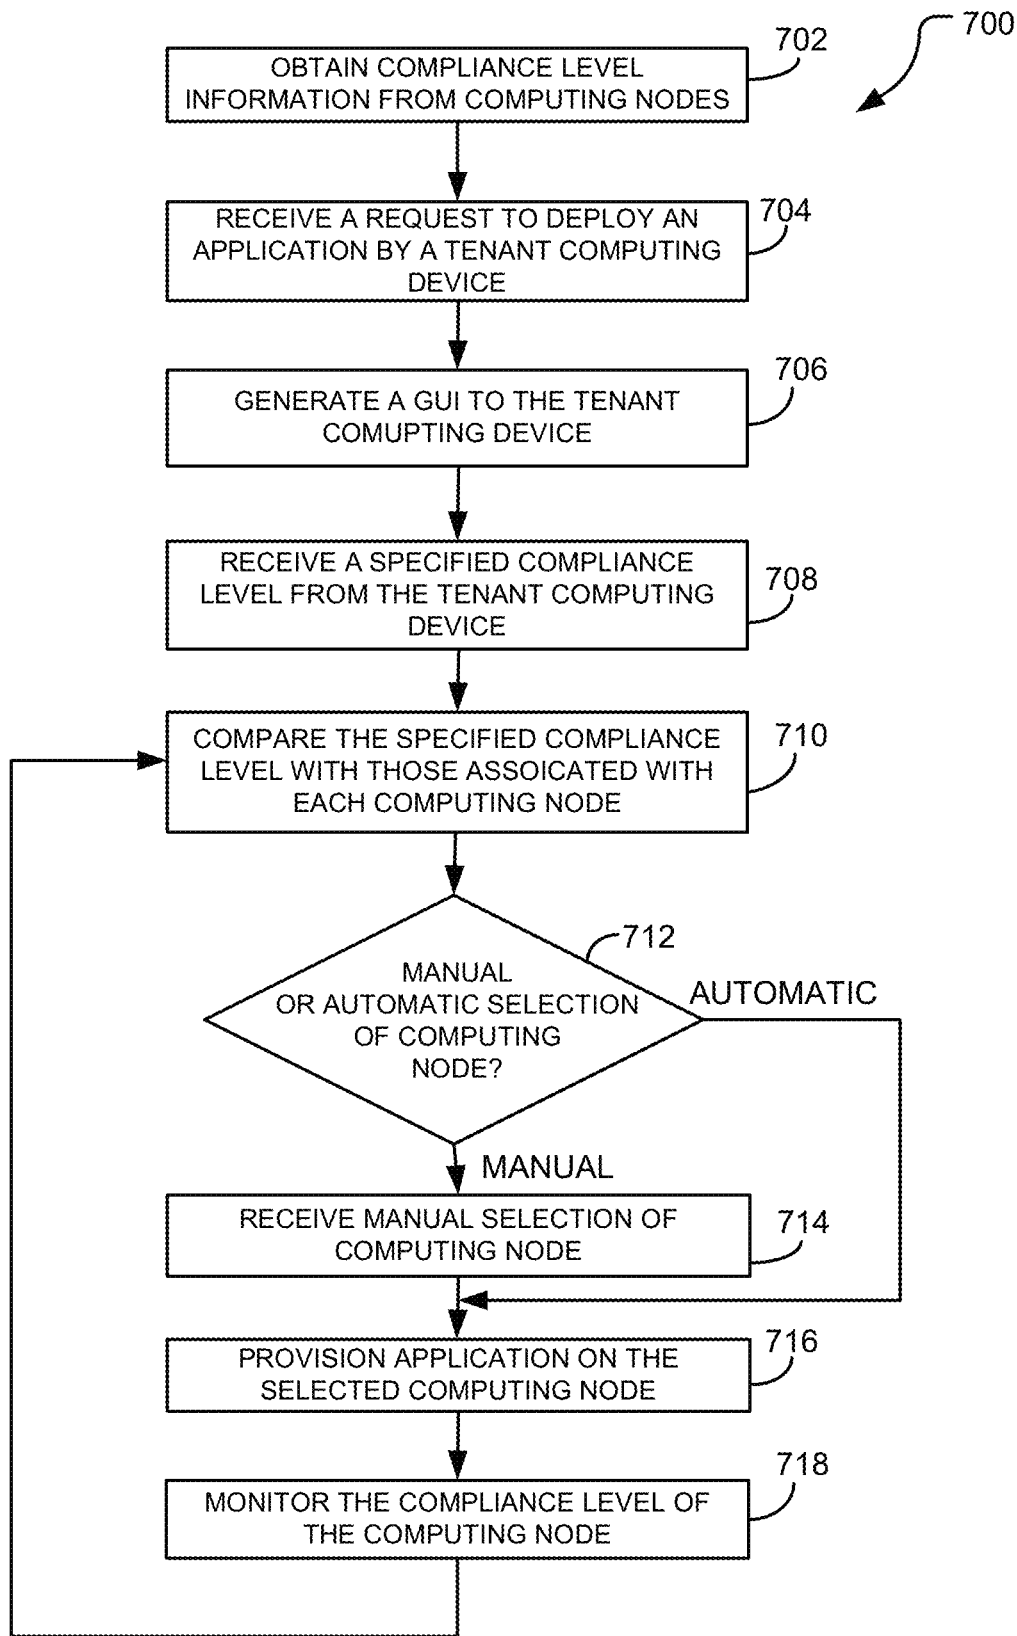 700
702
OBTAIN COMPLIANCE LEVEL
INFORMATION FROM COMPUTING NODES
704
RECEIVE A REQUEST TO DEPLOY AN
APPLICATION BY A TENANT COMPUTING
DEVICE
706
GENERATE A GUI TO THE TENANT
COMUPTING DEVICE
708
RECEIVE A SPECIFIED COMPLIANCE
LEVEL FROM THE TENANT COMPUTING
DEVICE
710
COMPARE THE SPECIFIED COMPLIANCE
LEVEL WITH THOSE ASSOICATED WITH
EACH COMPUTING NODE
712
MANUAL
OR AUTOMATIC SELECTION
OF COMPUTING
NODE?
AUTOMATIC
MANUAL
714
RECEIVE MANUAL SELECTION OF
COMPUTING NODE
716
PROVISION APPLICATION ON THE
SELECTED COMPUTING NODE
718
MONITOR THE COMPLIANCE LEVEL OF
THE COMPUTING NODE